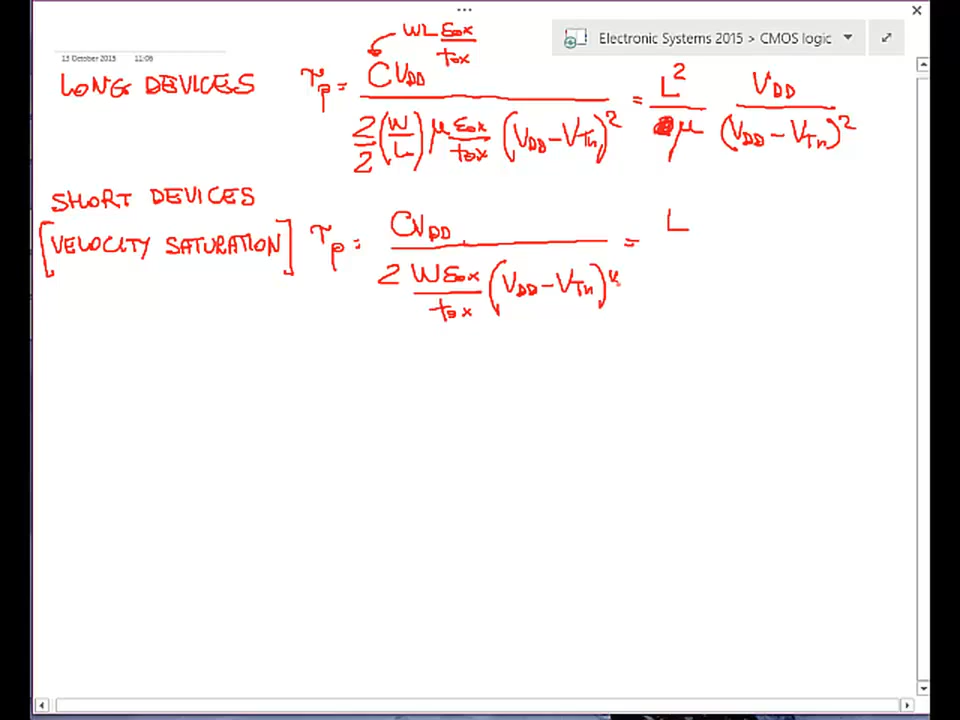 ...
Electronic Systems 2015 > CMOS logic
13 October 2015 11:06
WL εox/tox
LONG DEVICES τp = CVDD / (2/2 (W/L) μ εox/tox (VDD − VTn)²) = L²/μ VDD/(VDD − VTn)²
SHORT DEVICES
[VELOCITY SATURATION] τp = CVDD / (2 Wεox/tox (VDD − VTn) = L